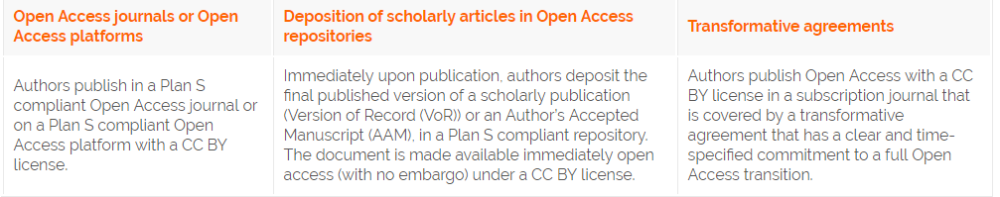 Open Access journals or Open
Access platforms
Deposition of scholarly articles in Open Access
repositories
Transformative agreements
Authors publish in a Plan S
compliant Open Access journal or
on a Plan S compliant Open
Access platform with a CC BY
license.
Immediately upon publication, authors deposit the
final published version of a scholarly publication
(Version of Record (VoR)) or an Author's Accepted
Manuscript (AAM), in a Plan S compliant repository.
The document is made available immediately open
access (with no embargo) under a CC BY license.
Authors publish Open Access with a CC
BY license in a subscription journal that
is covered by a transformative
agreement that has a clear and time-
specified commitment to a full Open
Access transition.